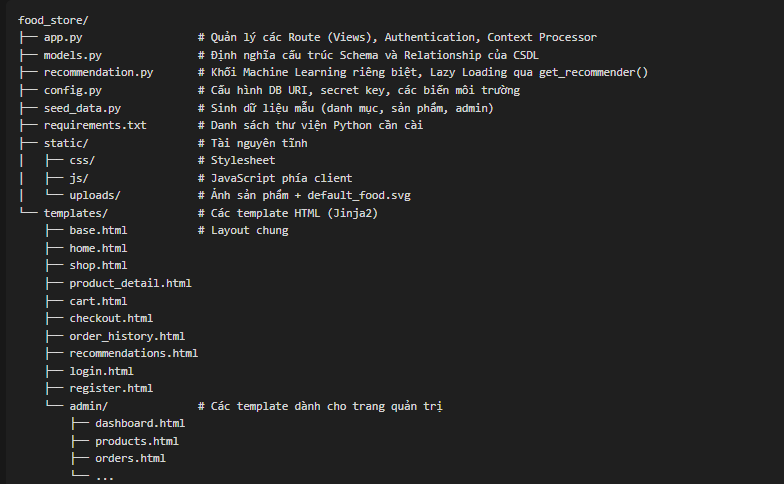 food_store/
├── app.py                  # Quản lý các Route (Views), Authentication, Context Processor
├── models.py               # Định nghĩa cấu trúc Schema và Relationship của CSDL
├── recommendation.py       # Khối Machine Learning riêng biệt, Lazy Loading qua get_recommender()
├── config.py               # Cấu hình DB URI, secret key, các biến môi trường
├── seed_data.py            # Sinh dữ liệu mẫu (danh mục, sản phẩm, admin)
├── requirements.txt        # Danh sách thư viện Python cần cài
├── static/                 # Tài nguyên tĩnh
│   ├── css/                # Stylesheet
│   ├── js/                 # JavaScript phía client
│   └── uploads/            # Ảnh sản phẩm + default_food.svg
└── templates/              # Các template HTML (Jinja2)
    ├── base.html           # Layout chung
    ├── home.html
    ├── shop.html
    ├── product_detail.html
    ├── cart.html
    ├── checkout.html
    ├── order_history.html
    ├── recommendations.html
    ├── login.html
    ├── register.html
    └── admin/              # Các template dành cho trang quản trị
        ├── dashboard.html
        ├── products.html
        ├── orders.html
        └── ...